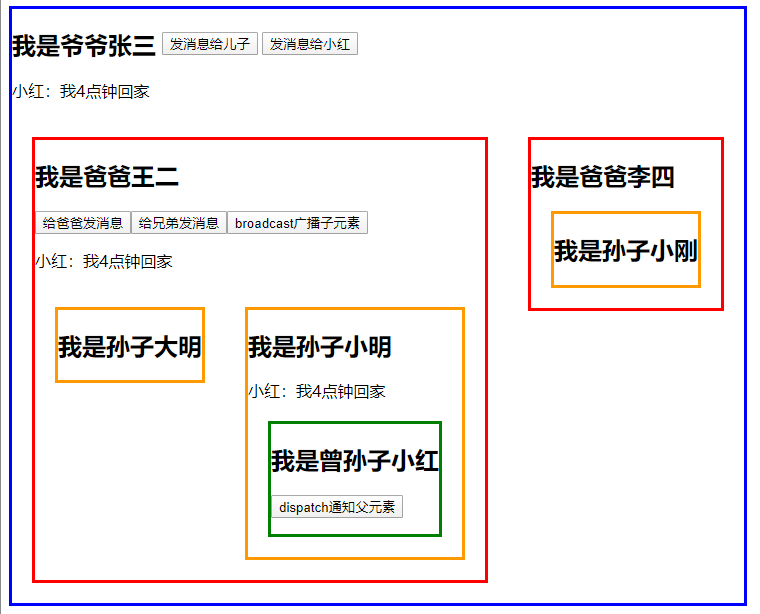 我是爷爷张三 发消息给儿子 发消息给小红
小红：我4点钟回家
我是爸爸王二
给爸爸发消息 给兄弟发消息 broadcast广播子元素
小红：我4点钟回家
我是孙子大明
我是孙子小明
小红：我4点钟回家
我是曾孙子小红
dispatch通知父元素
我是爸爸李四
我是孙子小刚